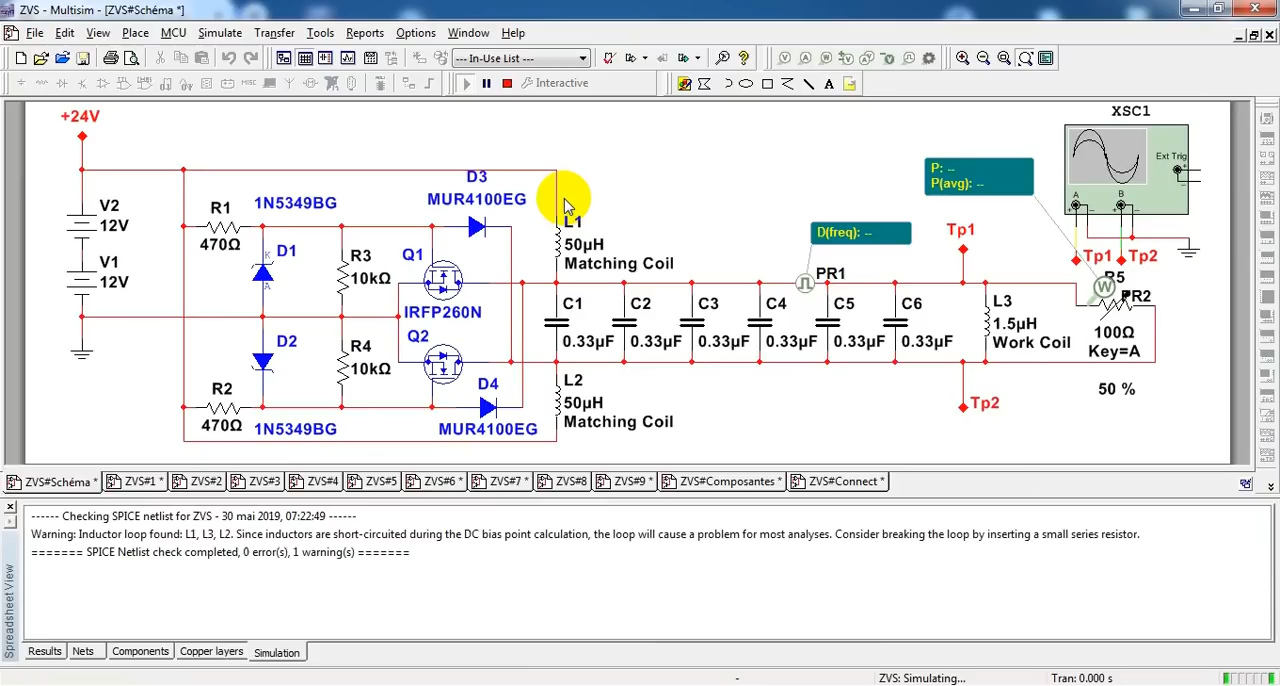 ZVS - Multisim - [ZVS#Schéma *]
File Edit View Place MCU Simulate Transfer Tools Reports Options Window Help
--- In-Use List ---
Interactive
+24V
XSC1
Ext Trig
A B
P: --
P(avg): --
D3
MUR4100EG
1N5349BG
V2
12V
R1
470Ω
D1
K
A
R3
10kΩ
Q1
IRFP260N
L1
50µH
Matching Coil
D(freq): --
PR1
Tp1
Tp1 Tp2
R5
PR2
100Ω
Key=A
50 %
V1
12V
C1
0.33µF
C2
0.33µF
C3
0.33µF
C4
0.33µF
C5
0.33µF
C6
0.33µF
L3
1.5µH
Work Coil
D2
R4
10kΩ
Q2
R2
470Ω
1N5349BG
D4
MUR4100EG
L2
50µH
Matching Coil
Tp2
ZVS#Schéma * ZVS#1 * ZVS#2 ZVS#3 ZVS#4 ZVS#5 ZVS#6 * ZVS#7 * ZVS#8 ZVS#9 * ZVS#Composantes * ZVS#Connect *
------ Checking SPICE netlist for ZVS - 30 mai 2019, 07:22:49 ------
Warning: Inductor loop found: L1, L3, L2. Since inductors are short-circuited during the DC bias point calculation, the loop will cause a problem for most analyses. Consider breaking the loop by inserting a small series resistor.
======= SPICE Netlist check completed, 0 error(s), 1 warning(s) =======
Spreadsheet View
Results Nets Components Copper layers Simulation
- ZVS: Simulating... Tran: 0.000 s